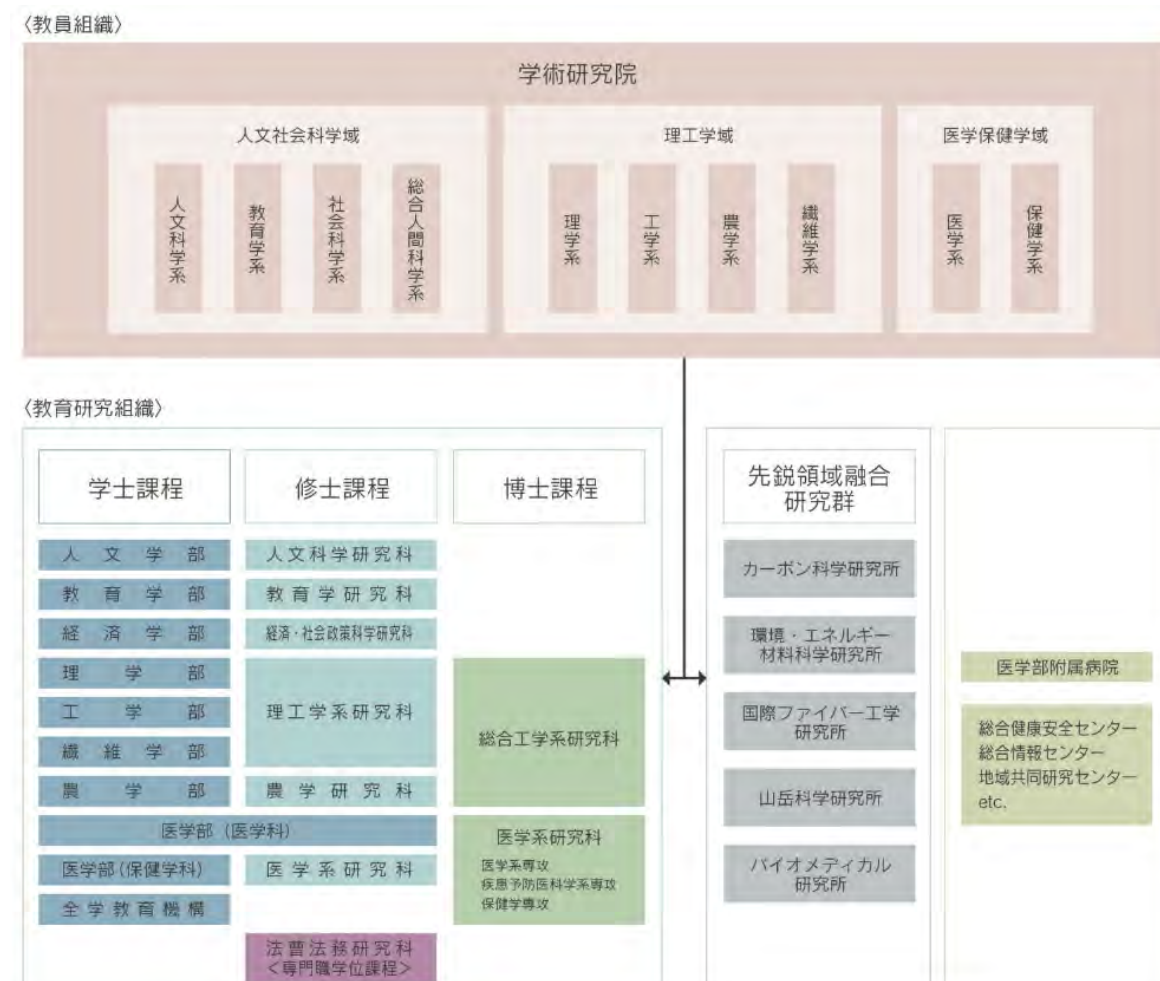 〈教員組織〉
学術研究院
人文社会科学域
人文科学系
教育学系
社会科学系
総合人間科学系
理工学域
理学系
工学系
農学系
繊維学系
医学保健学域
医学系
保健学系
〈教育研究組織〉
学士課程
人文学部
教育学部
経済学部
理学部
工学部
繊維学部
農学部
医学部(医学科)
医学部(保健学科)
全学教育機構
修士課程
人文科学研究科
教育学研究科
経済・社会政策科学研究科
理工学系研究科
農学研究科
医学系研究科
法曹法務研究科
<専門職学位課程>
博士課程
総合工学系研究科
医学系研究科
医学系専攻
疾患予防医科学系専攻
保健学専攻
先鋭領域融合
研究群
カーボン科学研究所
環境・エネルギー
材料科学研究所
国際ファイバー工学
研究所
山岳科学研究所
バイオメディカル
研究所
医学部附属病院
総合健康安全センター
総合情報センター
地域共同研究センター
etc.